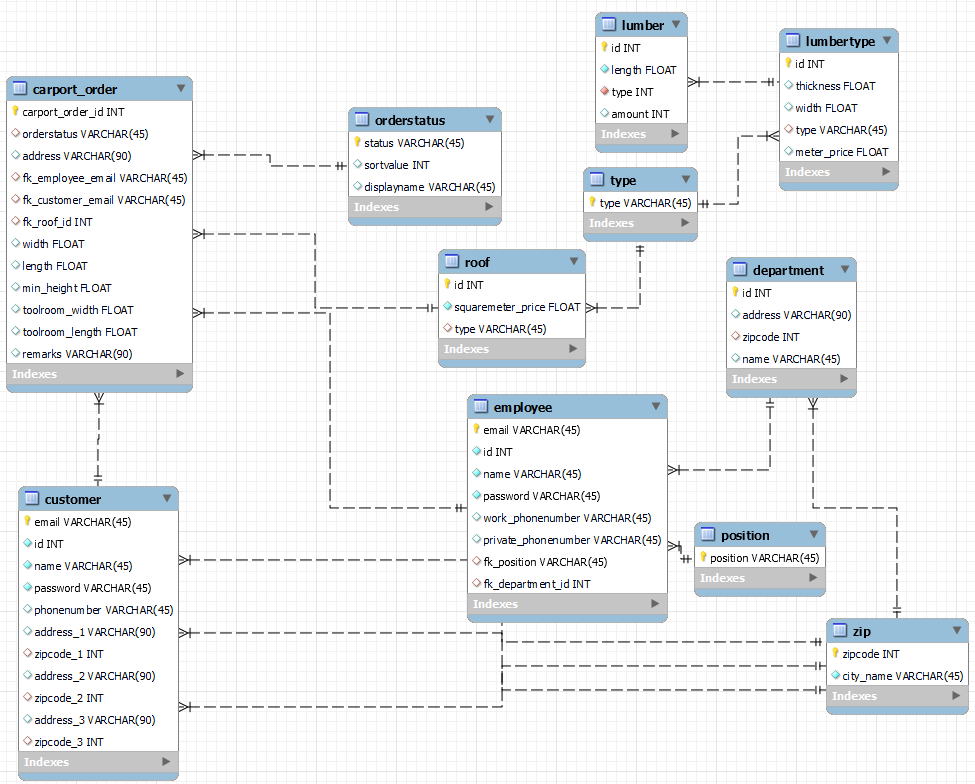 lumber
id INT
length FLOAT
type INT
amount INT
Indexes
lumbertype
id INT
thickness FLOAT
width FLOAT
type VARCHAR(45)
meter_price FLOAT
Indexes
carport_order
carport_order_id INT
orderstatus VARCHAR(45)
address VARCHAR(90)
fk_employee_email VARCHAR(45)
fk_customer_email VARCHAR(45)
fk_roof_id INT
width FLOAT
length FLOAT
min_height FLOAT
toolroom_width FLOAT
toolroom_length FLOAT
remarks VARCHAR(90)
Indexes
orderstatus
status VARCHAR(45)
sortvalue INT
displayname VARCHAR(45)
Indexes
type
type VARCHAR(45)
Indexes
roof
id INT
squaremeter_price FLOAT
type VARCHAR(45)
Indexes
department
id INT
address VARCHAR(90)
zipcode INT
name VARCHAR(45)
Indexes
employee
email VARCHAR(45)
id INT
name VARCHAR(45)
password VARCHAR(45)
work_phonenumber VARCHAR(45)
private_phonenumber VARCHAR(45)
fk_position VARCHAR(45)
fk_department_id INT
Indexes
customer
email VARCHAR(45)
id INT
name VARCHAR(45)
password VARCHAR(45)
phonenumber VARCHAR(45)
address_1 VARCHAR(90)
zipcode_1 INT
address_2 VARCHAR(90)
zipcode_2 INT
address_3 VARCHAR(90)
zipcode_3 INT
Indexes
position
position VARCHAR(45)
Indexes
zip
zipcode INT
city_name VARCHAR(45)
Indexes